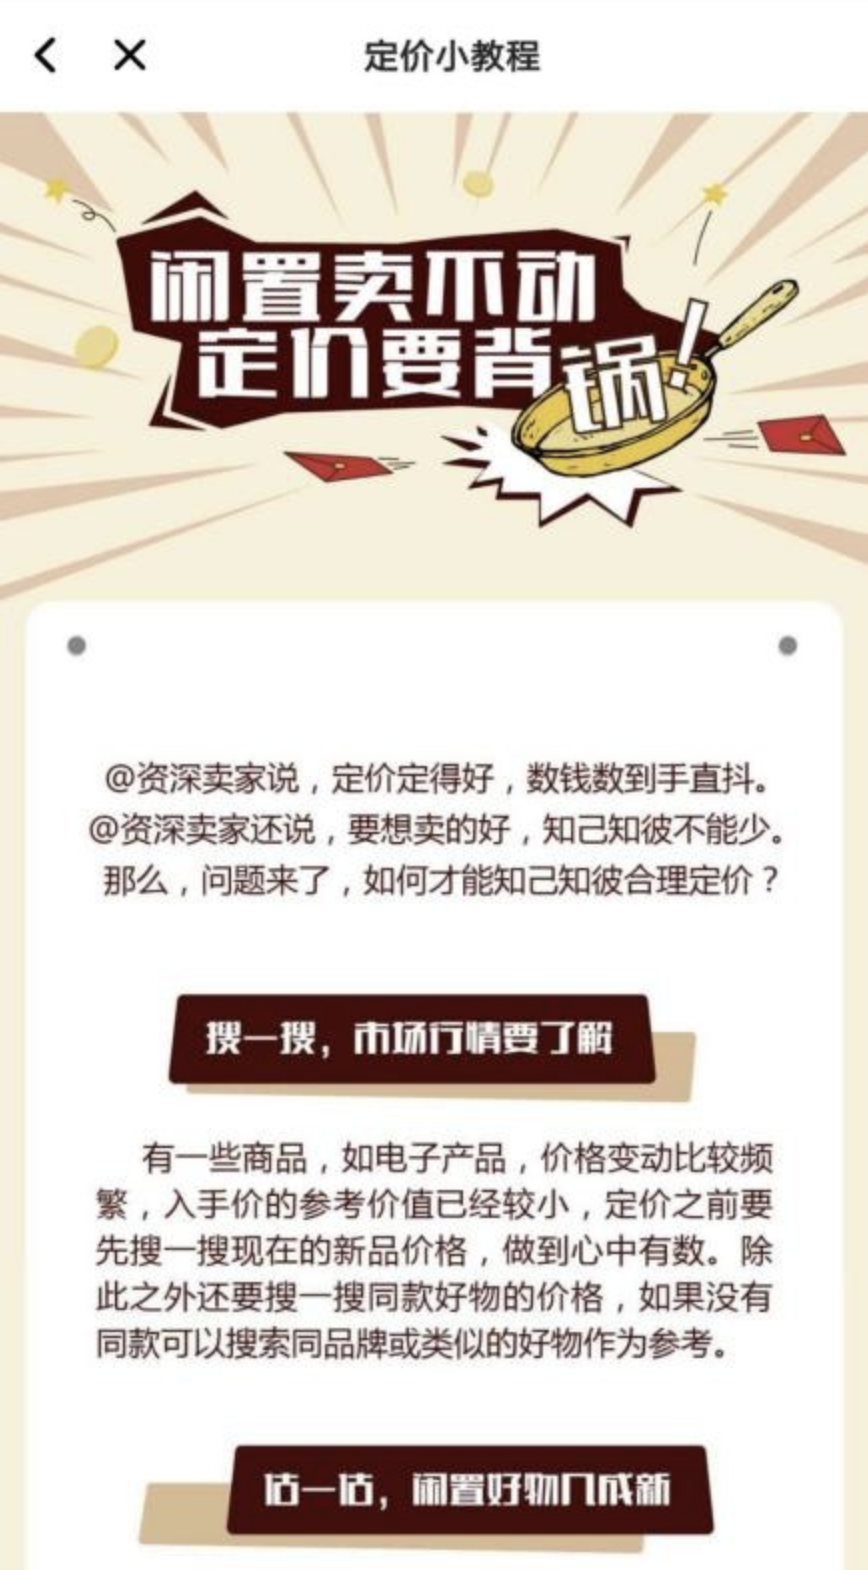 定价小教程
闲置卖不动
定价要背锅!
@资深卖家说，定价定得好，数钱数到手直抖。
@资深卖家还说，要想卖的好，知己知彼不能少。
那么，问题来了，如何才能知己知彼合理定价？
搜一搜，市场行情要了解
有一些商品，如电子产品，价格变动比较频
繁，入手价的参考价值已经较小，定价之前要
先搜一搜现在的新品价格，做到心中有数。除
此之外还要搜一搜同款好物的价格，如果没有
同款可以搜索同品牌或类似的好物作为参考。
估一估，闲置好物几成新